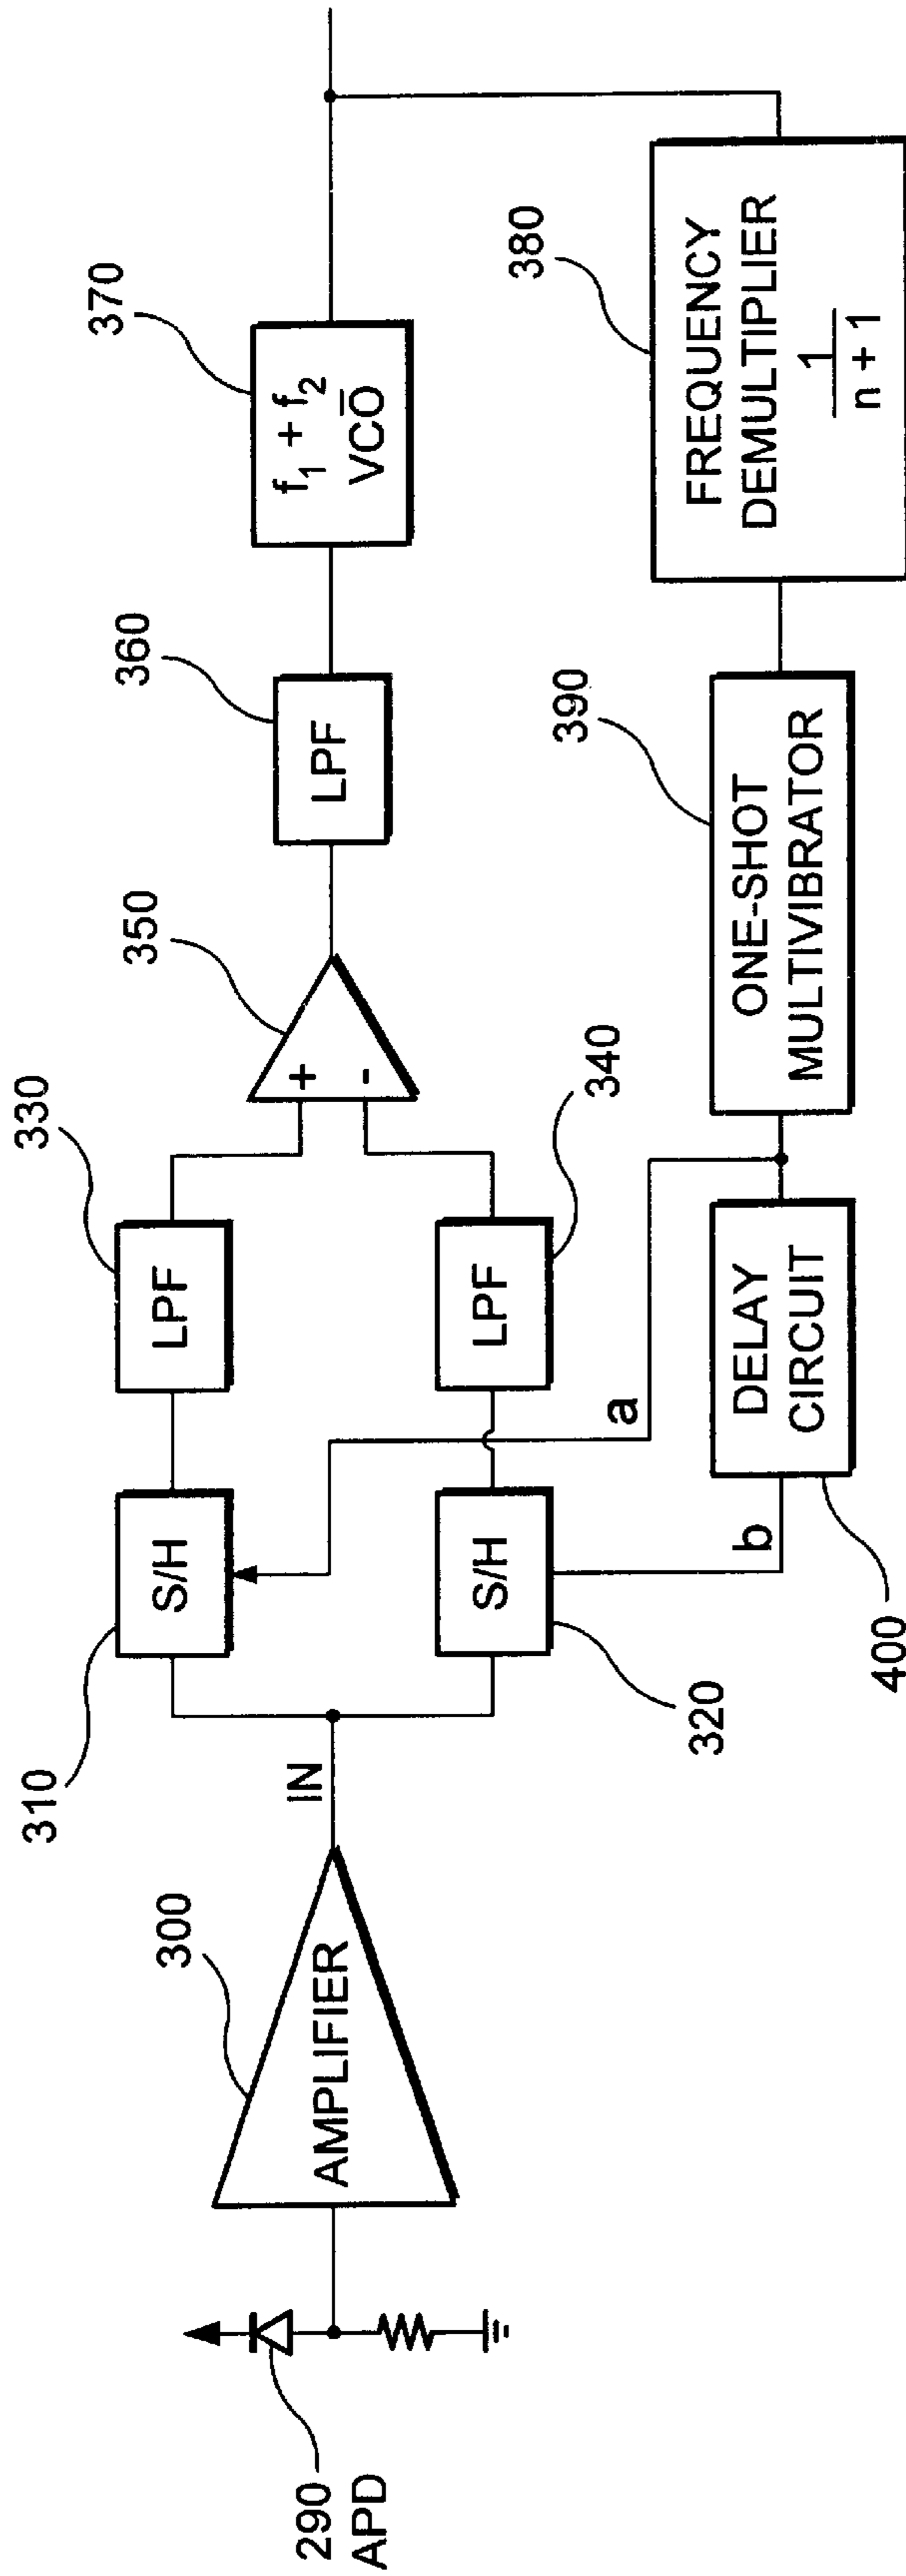 290
APD
300
AMPLIFIER
IN
310
S/H
320
S/H
330
LPF
340
LPF
350
+
-
360
LPF
370
f₁ + f₂
VCO̅
380
FREQUENCY
DEMULTIPLIER
1
n + 1
390
ONE-SHOT
MULTIVIBRATOR
a
DELAY
CIRCUIT
b
400